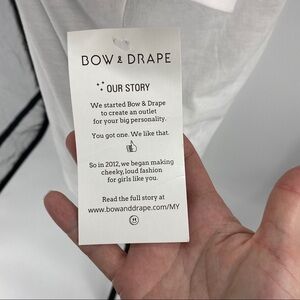 BOW & DRAPE
OUR STORY
We started Bow & Drape
to create an outlet
for your big personality.
You got one. We like that.
So in 2012, we began making
cheeky, loud fashion
for girls like you.
Read the full story at
www.bowanddrape.com/MY